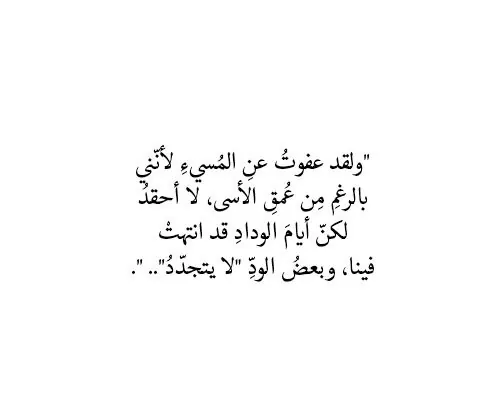 "ولقد عفوتُ عنِ المُسيءِ لأنّني
بالرغمِ مِن عُمقِ الأسى، لا أحقدُ
لكنّ أيامَ الودادِ قد انتهتْ
فينا، وبعضُ الودِّ "لا يتجدّدُ".. ".